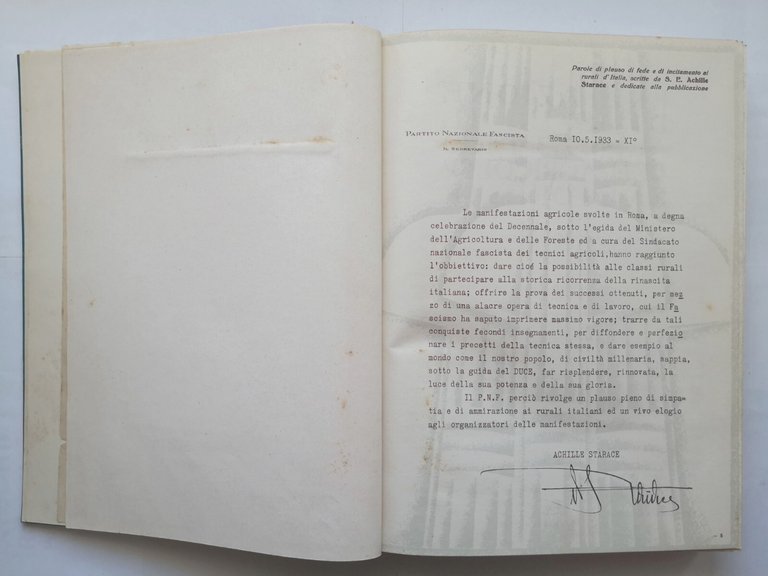 Parole di plauso di fede e di incitamento ai
rurali d'Italia, scritte da S. E. Achille
Starace e dedicate alla pubblicazione
PARTITO NAZIONALE FASCISTA
IL SEGRETARIO
Roma 10.5.1933 = XI°
Le manifestazioni agricole svolte in Roma, a degna
celebrazione del Decennale, sotto l'egida del Ministero
dell'Agricoltura e delle Foreste ed a cura del Sindacato
nazionale fascista dei tecnici agricoli,hanno raggiunto
l'obbiettivo: dare cioé la possibilità alle classi rurali
di partecipare alla storica ricorrenza della rinascita
italiana; offrire la prova dei successi ottenuti, per mez
zo di una alacre opera di tecnica e di lavoro, cui il Fa
scismo ha saputo imprimere massimo vigore; trarre da tali
conquiste fecondi insegnamenti, per diffondere e perfezio
nare i precetti della tecnica stessa, e dare esempio al
mondo come il nostro popolo, di civiltà millenaria, sappia,
sotto la guida del DUCE, far risplendere, rinnovata, la
luce della sua potenza e della sua gloria.
Il P.N.F. perciò rivolge un plauso pieno di simpa=
tia e di ammirazione ai rurali italiani ed un vivo elogio
agli organizzatori delle manifestazioni.
ACHILLE STARACE